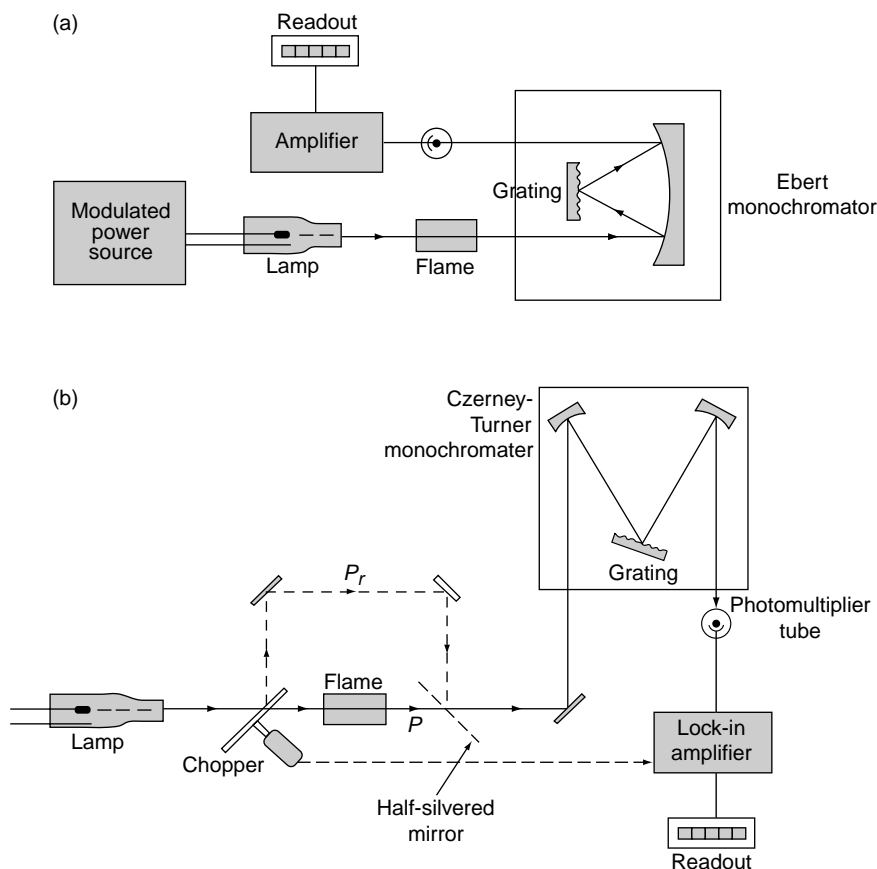 (a)
Readout
Amplifier
Grating
Ebert
monochromator
Modulated
power
source
Lamp
Flame
(b)
Czerney-
Turner
monochromater
Grating
Photomultiplier
tube
P_r
Flame
P
Lamp
Chopper
Lock-in
amplifier
Half-silvered
mirror
Readout